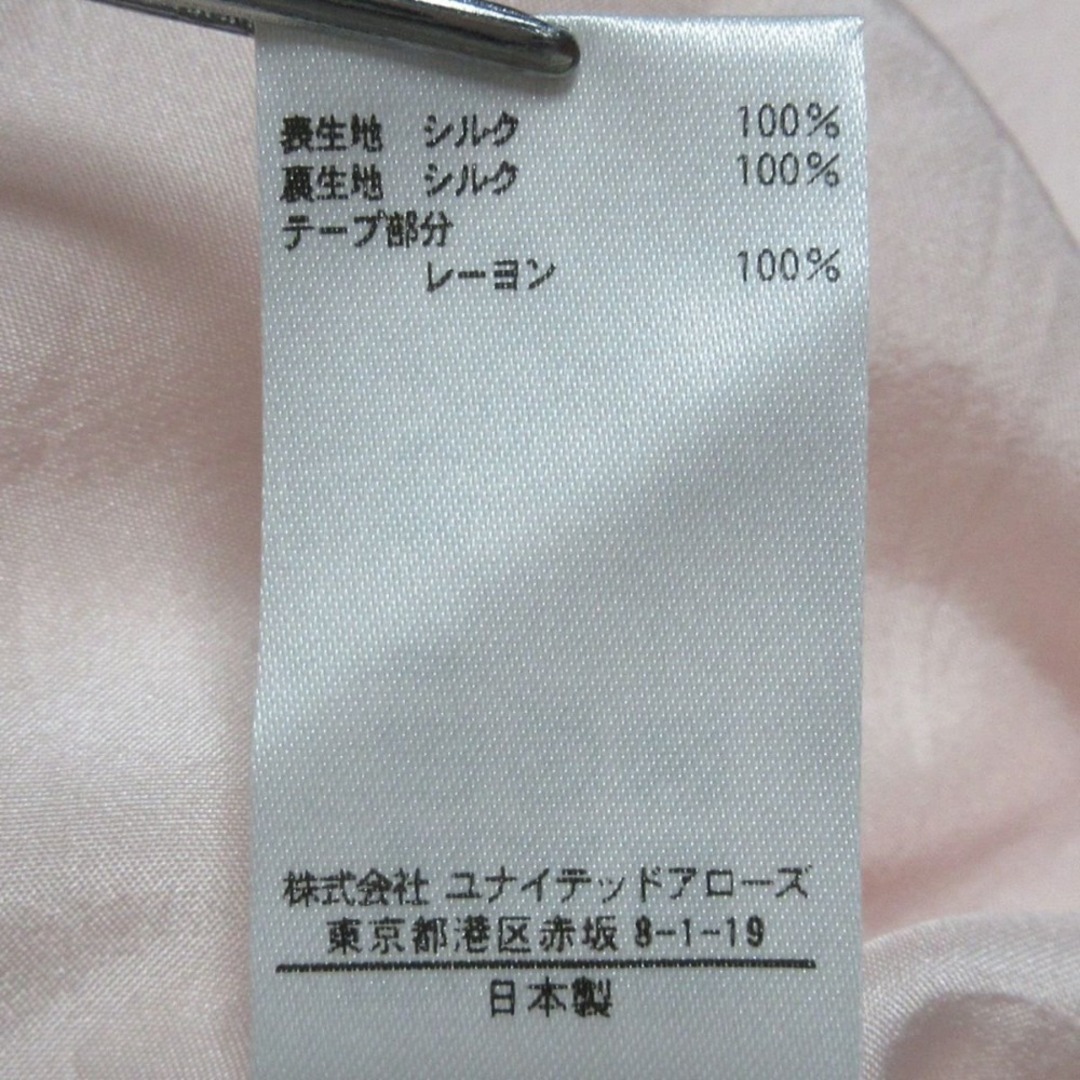 表生地 シルク 100%
裏生地 シルク 100%
テープ部分
レーヨン 100%
株式会社 ユナイテッドアローズ
東京都港区赤坂 8-1-19
日本製